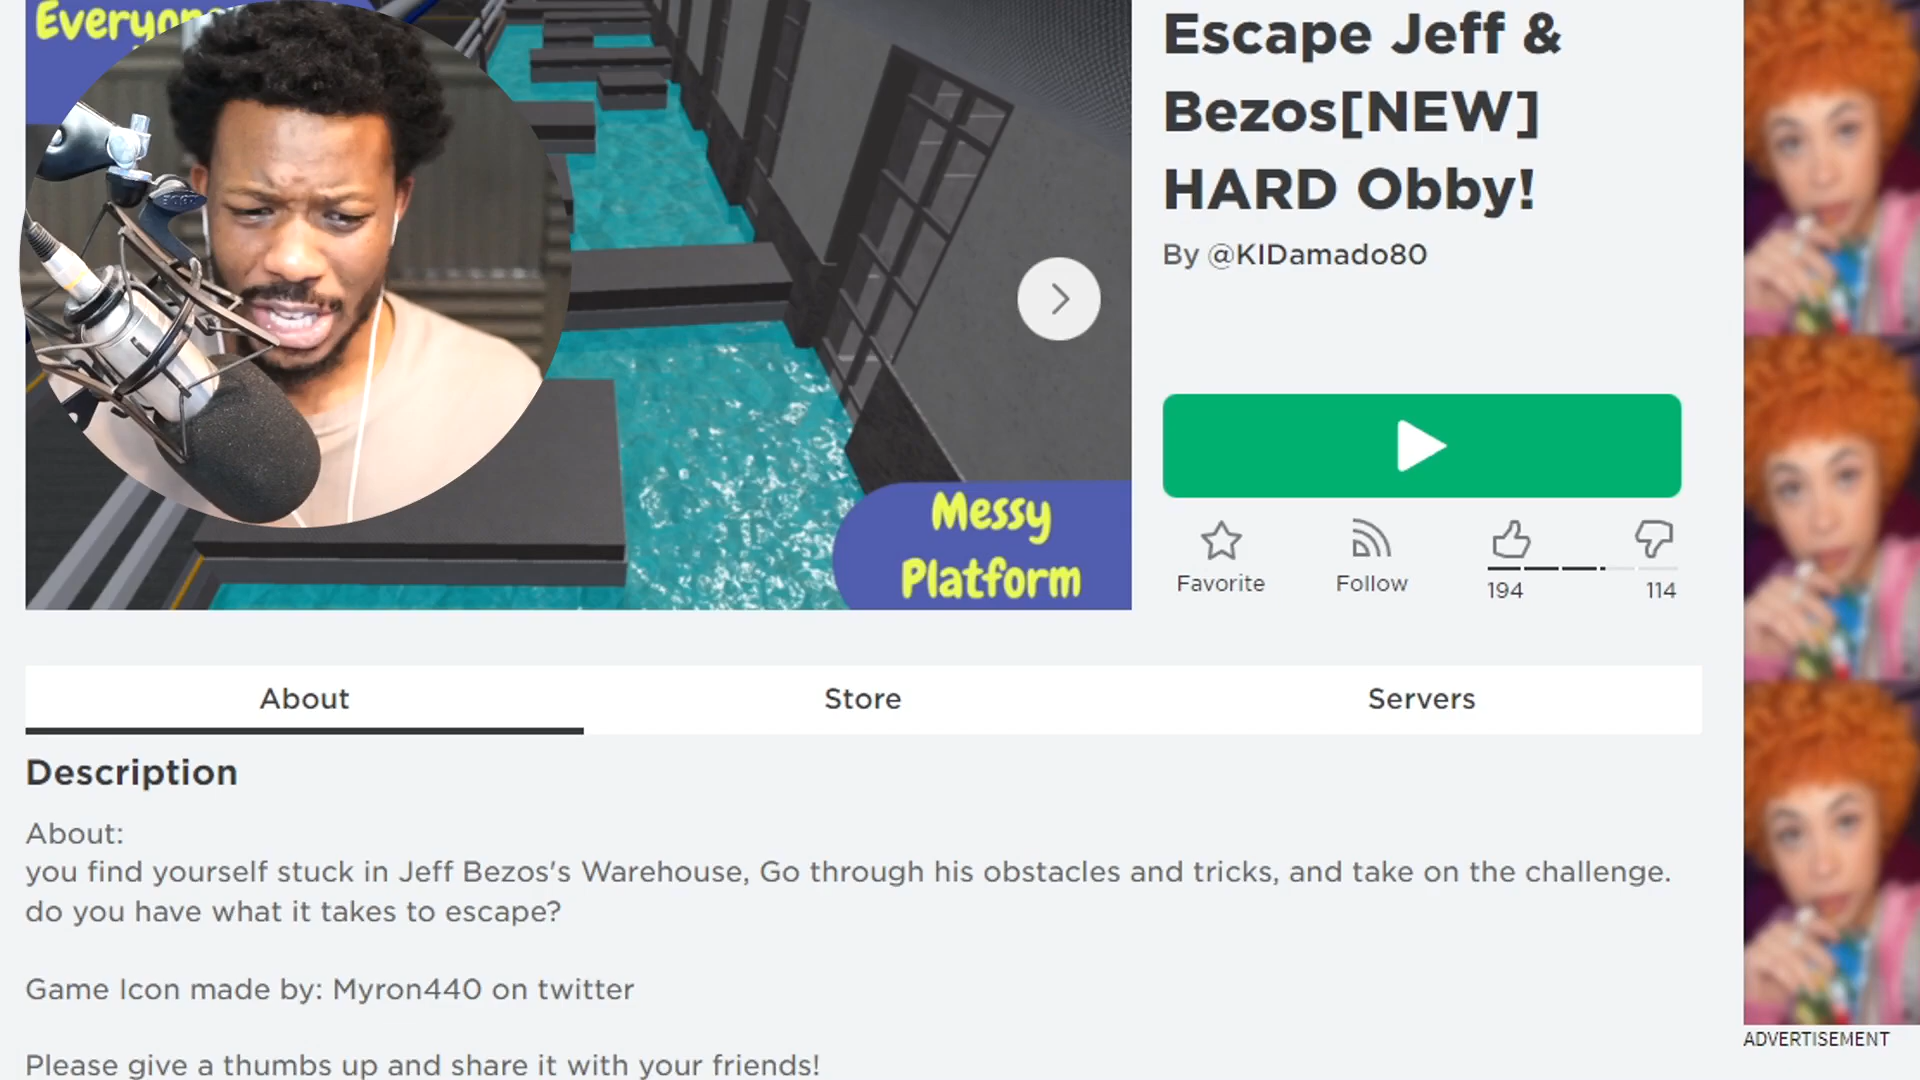 Everyone
Escape Jeff &
Bezos[NEW]
HARD Obby!
By @KIDamado80
Messy
Platform
Favorite
Follow
194
114
About
Store
Servers
Description
About:
you find yourself stuck in Jeff Bezos's Warehouse, Go through his obstacles and tricks, and take on the challenge.
do you have what it takes to escape?
Game Icon made by: Myron440 on twitter
Please give a thumbs up and share it with your friends!
ADVERTISEMENT